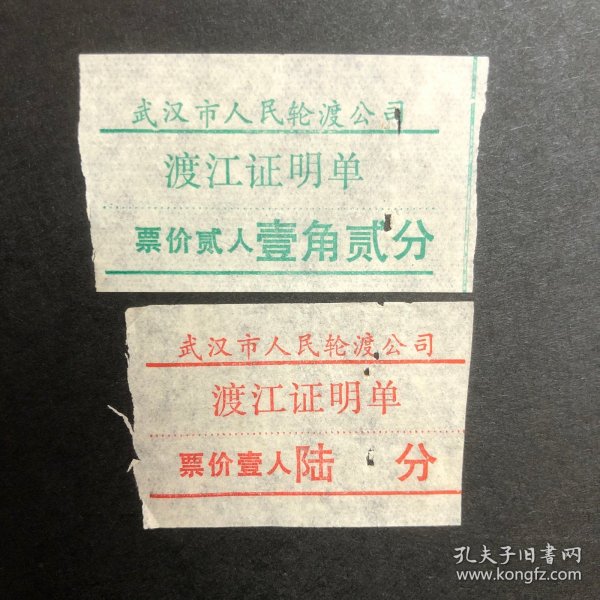 武汉市人民轮渡公司
渡江证明单
票价贰人壹角贰分
武汉市人民轮渡公司
渡江证明单
票价壹人陆 分
孔夫子旧书网
www.kongfz.com